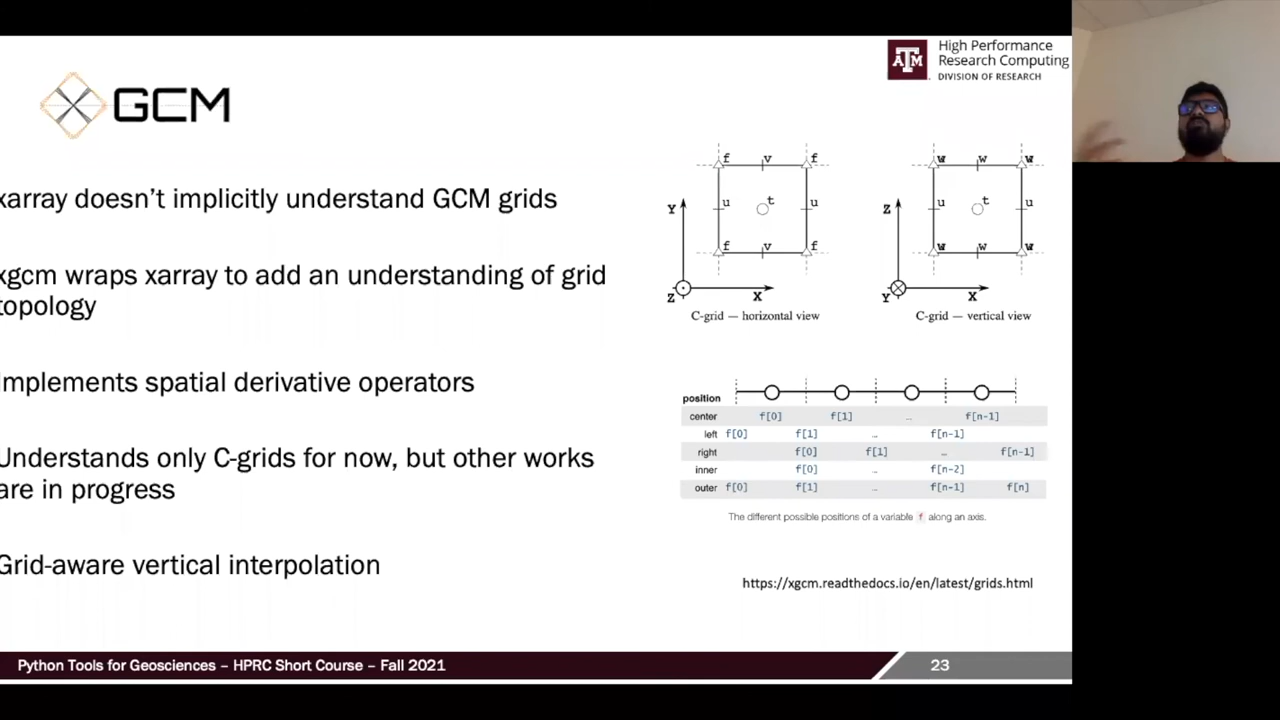 High Performance
Research Computing
DIVISION OF RESEARCH
ATM
GCM
xarray doesn't implicitly understand GCM grids
xgcm wraps xarray to add an understanding of grid
topology
Implements spatial derivative operators
Understands only C-grids for now, but other works
are in progress
Grid-aware vertical interpolation
f v f
u t u
f v f
Y
Z X
C-grid — horizontal view
w w w
u t u
w w w
Z
Y X
C-grid — vertical view
position
center f[0] f[1] … f[n-1]
left f[0] f[1] … f[n-1]
right f[0] f[1] … f[n-1]
inner f[0] … f[n-2]
outer f[0] f[1] … f[n-1] f[n]
The different possible positions of a variable f along an axis.
https://xgcm.readthedocs.io/en/latest/grids.html
Python Tools for Geosciences – HPRC Short Course – Fall 2021
23